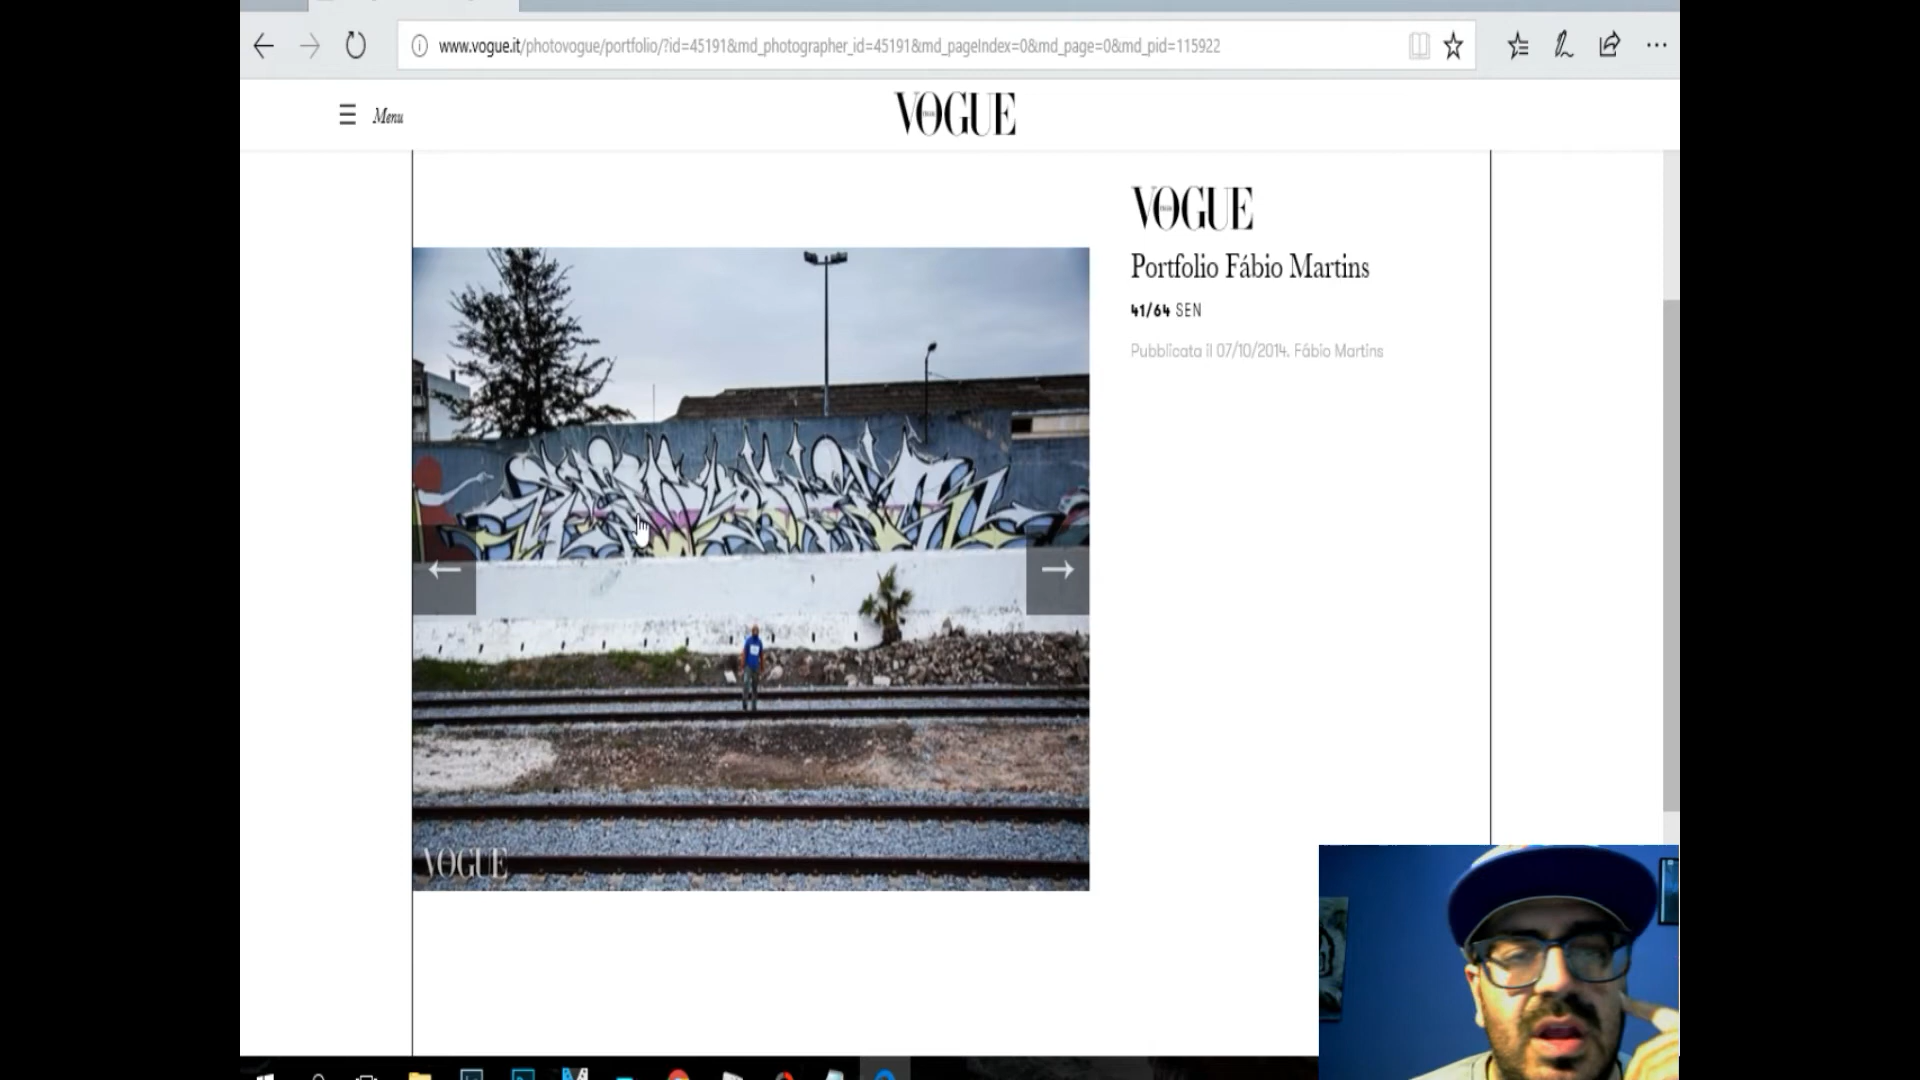 www.vogue.it/photovogue/portfolio/?id=45191&md_photographer_id=45191&md_pageIndex=0&md_page=0&md_pid=115922
Menu
VOGUE
VOGUE
Portfolio Fábio Martins
41/64 SEN
Pubblicata il 07/10/2014. Fábio Martins
VOGUE